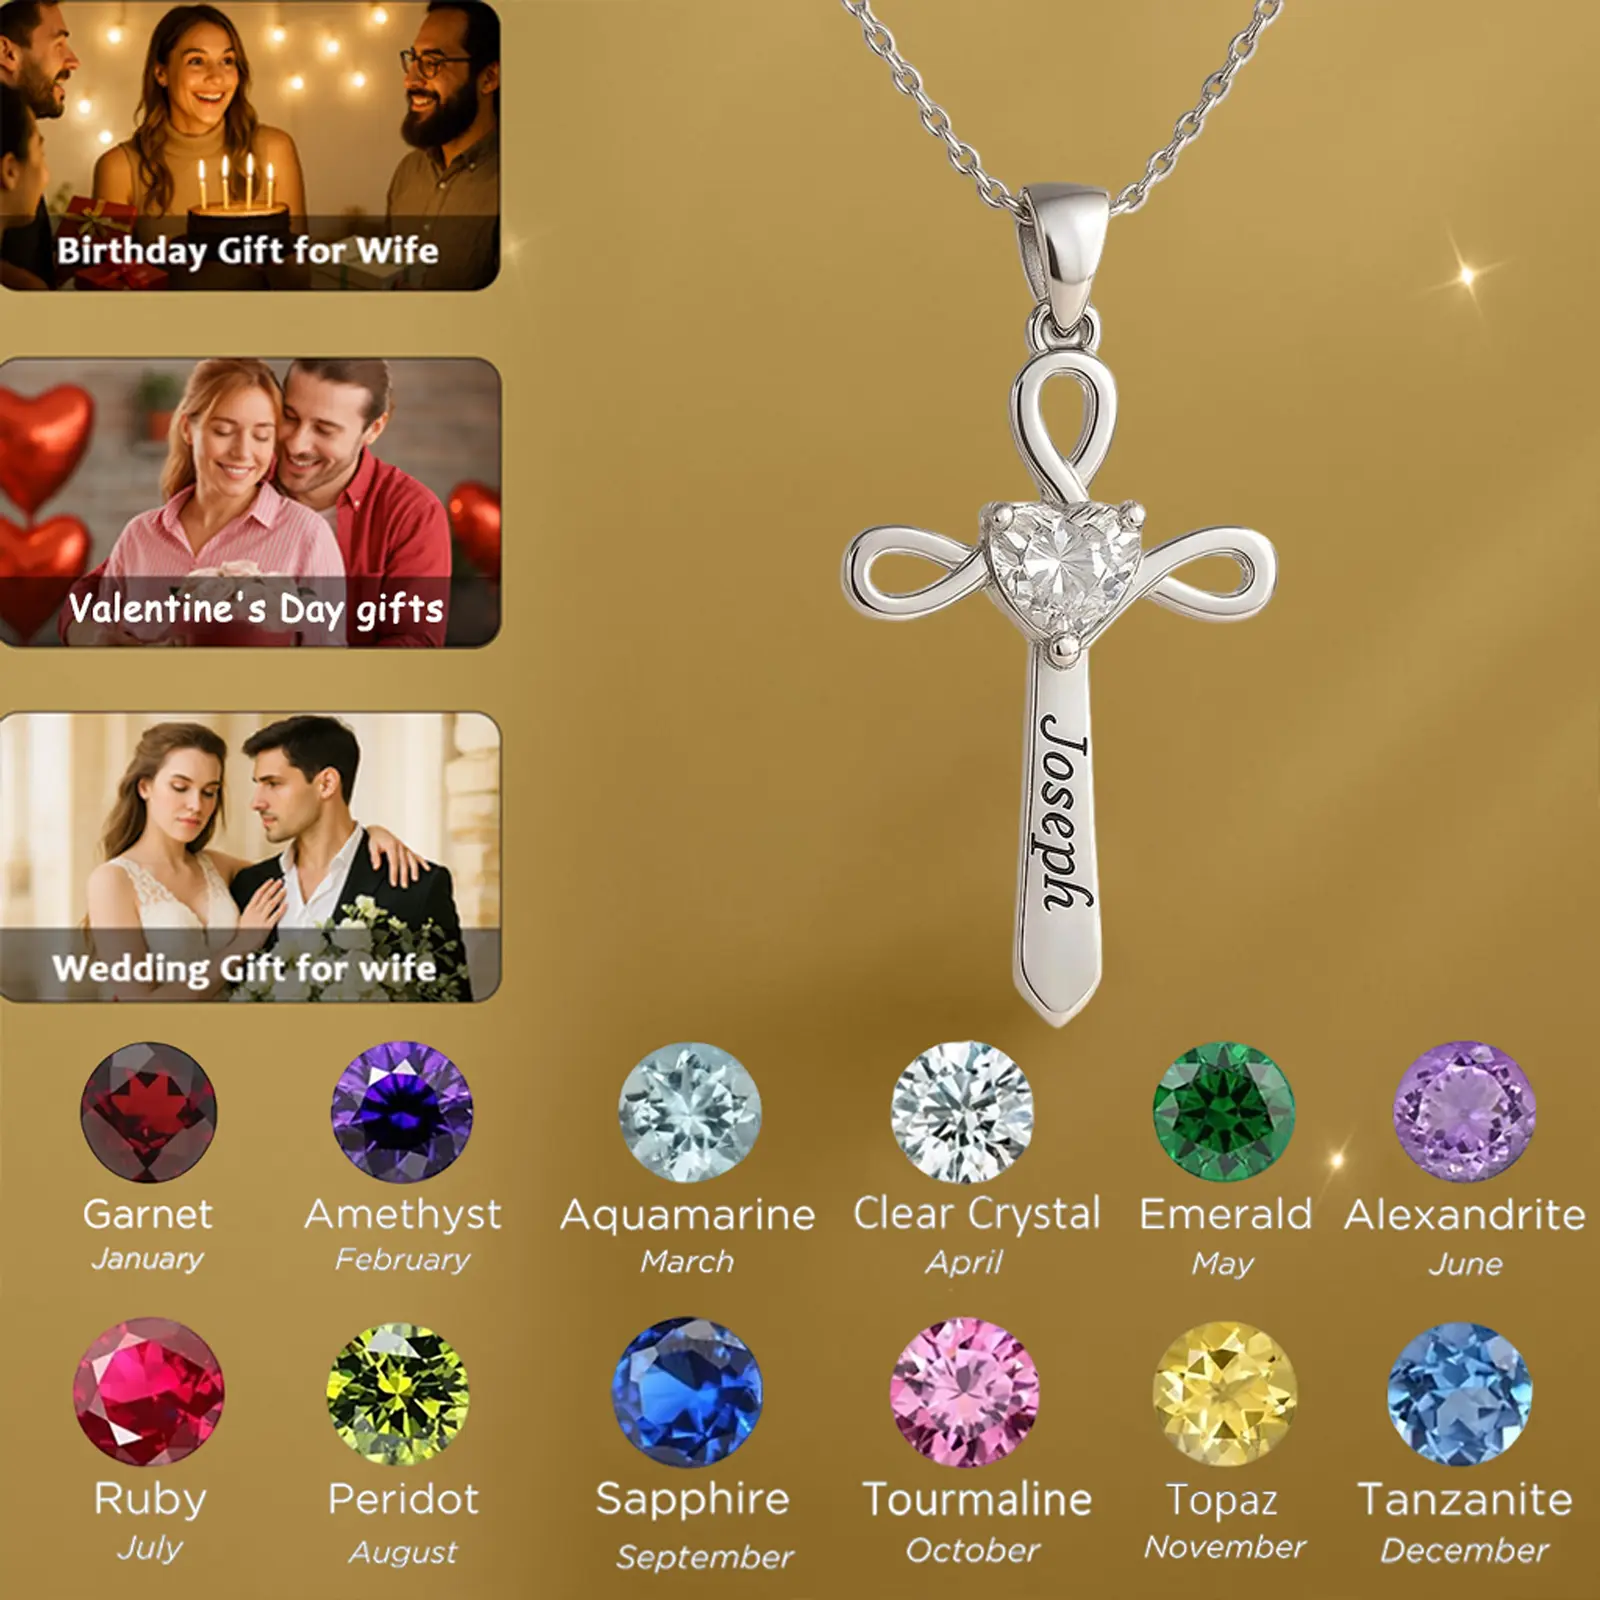 Birthday Gift for Wife
Valentine's Day gifts
Wedding Gift for wife
Joseph
Garnet
January
Amethyst
February
Aquamarine
March
Clear Crystal
April
Emerald
May
Alexandrite
June
Ruby
July
Peridot
August
Sapphire
September
Tourmaline
October
Topaz
November
Tanzanite
December